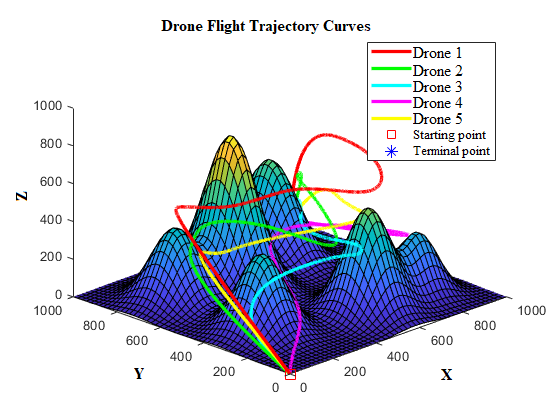 Drone Flight Trajectory Curves
Drone 1
Drone 2
Drone 3
Drone 4
Drone 5
Starting point
Terminal point
1000
800
600
400
200
0
Z
1000
800
600
400
200
0
Y
0
200
400
600
800
1000
X